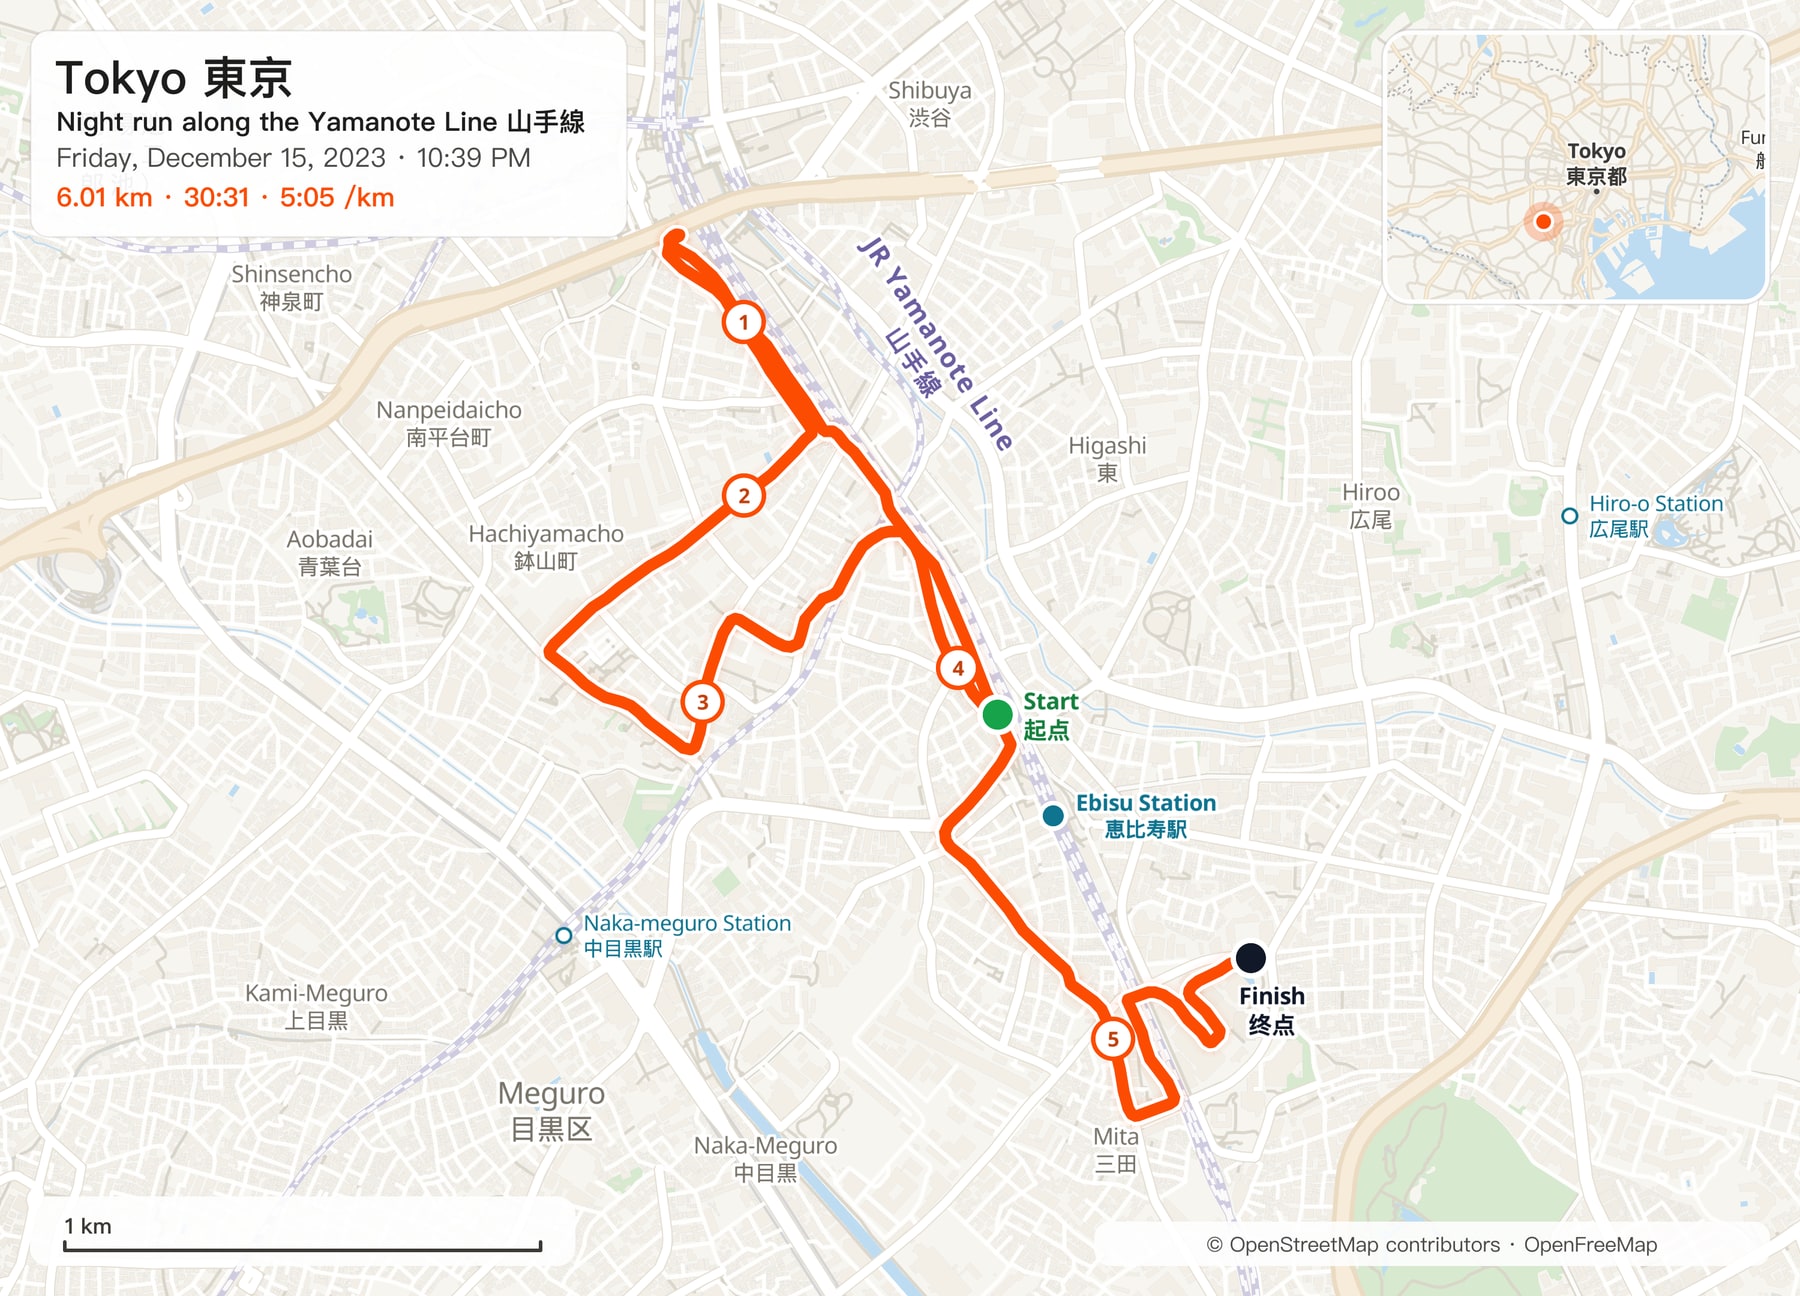 Tokyo 東京
Night run along the Yamanote Line 山手線
Friday, December 15, 2023 · 10:39 PM
6.01 km · 30:31 · 5:05 /km
Shibuya
渋谷
Tokyo
東京都
Fur
Shinsencho
神泉町
JR Yamanote Line
山手線
1
Nanpeidaicho
南平台町
Higashi
東
2
Hiroo
広尾
Hiro-o Station
広尾駅
Aobadai
青葉台
Hachiyamacho
鉢山町
4
3
Start
起点
Ebisu Station
恵比寿駅
Naka-meguro Station
中目黒駅
Kami-Meguro
上目黒
Finish
终点
5
Meguro
目黒区
Naka-Meguro
中目黒
Mita
三田
1 km
© OpenStreetMap contributors · OpenFreeMap